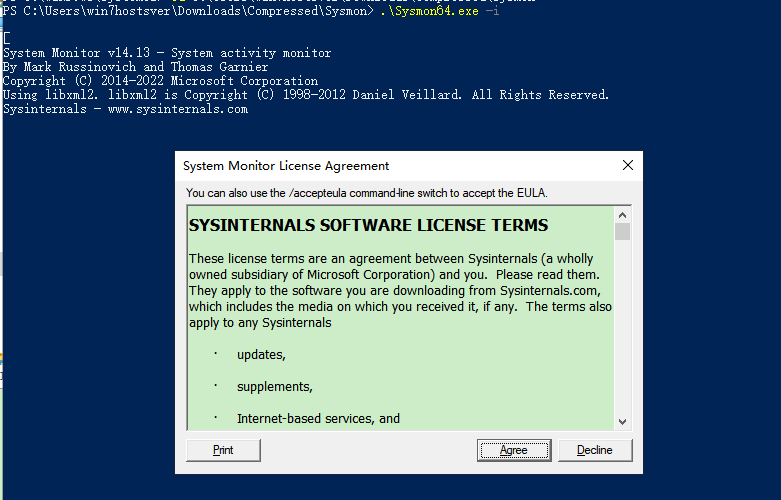 PS C:\Users\win7hostsver\Downloads\Compressed\Sysmon> .\Sysmon64.exe -i
[
System Monitor v14.13 - System activity monitor
By Mark Russinovich and Thomas Garnier
Copyright (C) 2014-2022 Microsoft Corporation
Using libxml2. libxml2 is Copyright (C) 1998-2012 Daniel Veillard. All Rights Reserved.
Sysinternals - www.sysinternals.com
System Monitor License Agreement
You can also use the /accepteula command-line switch to accept the EULA.
SYSINTERNALS SOFTWARE LICENSE TERMS
These license terms are an agreement between Sysinternals (a wholly
owned subsidiary of Microsoft Corporation) and you.  Please read them.
They apply to the software you are downloading from Sysinternals.com,
which includes the media on which you received it, if any.  The terms also
apply to any Sysinternals
· updates,
· supplements,
· Internet-based services, and
Print
Agree
Decline